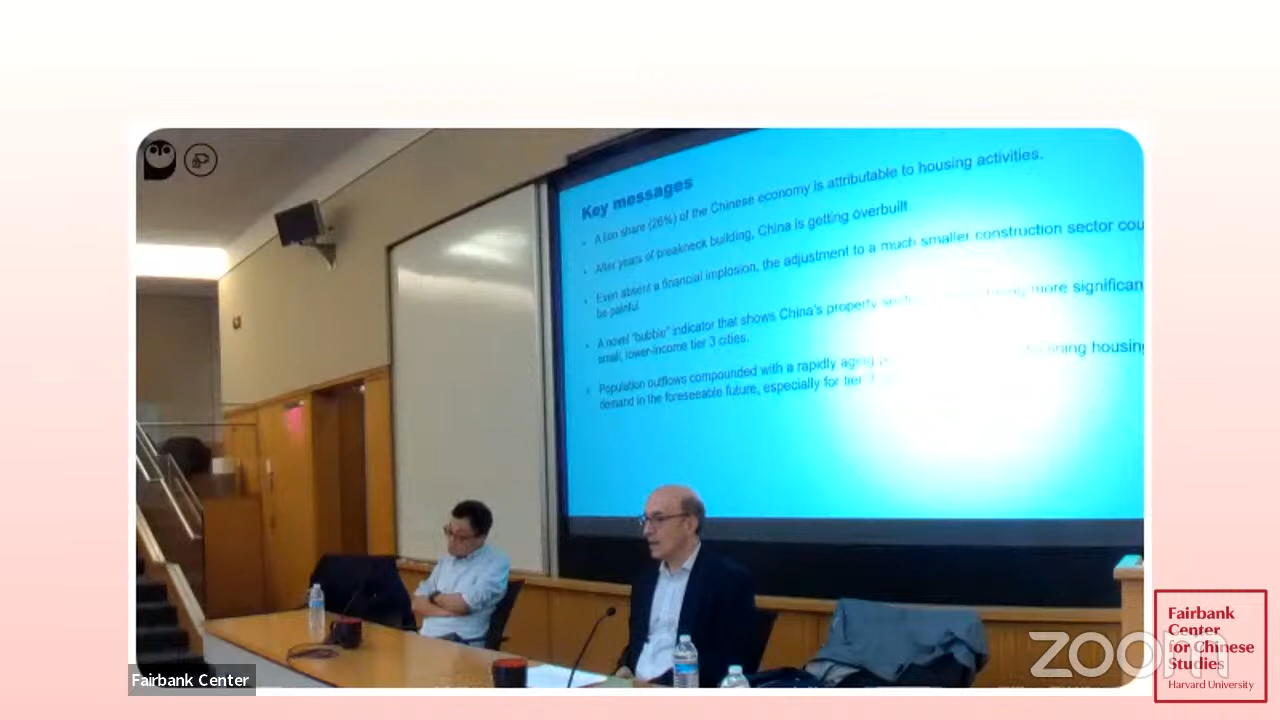 Key messages
A lion share (26%) of the Chinese economy is attributable to housing activities.
After years of breakneck building, China is getting overbuilt.
Even absent a financial implosion, the adjustment to a much smaller construction sector cou
be painful.
A novel "bubble" indicator that shows China's property more significan
small, lower-income tier 3 cities.
Population outflows compounded with a rapidly aging housing
demand in the foreseeable future, especially for tier
Fairbank Center
zoom
Fairbank
Center
for Chinese
Studies
Harvard University